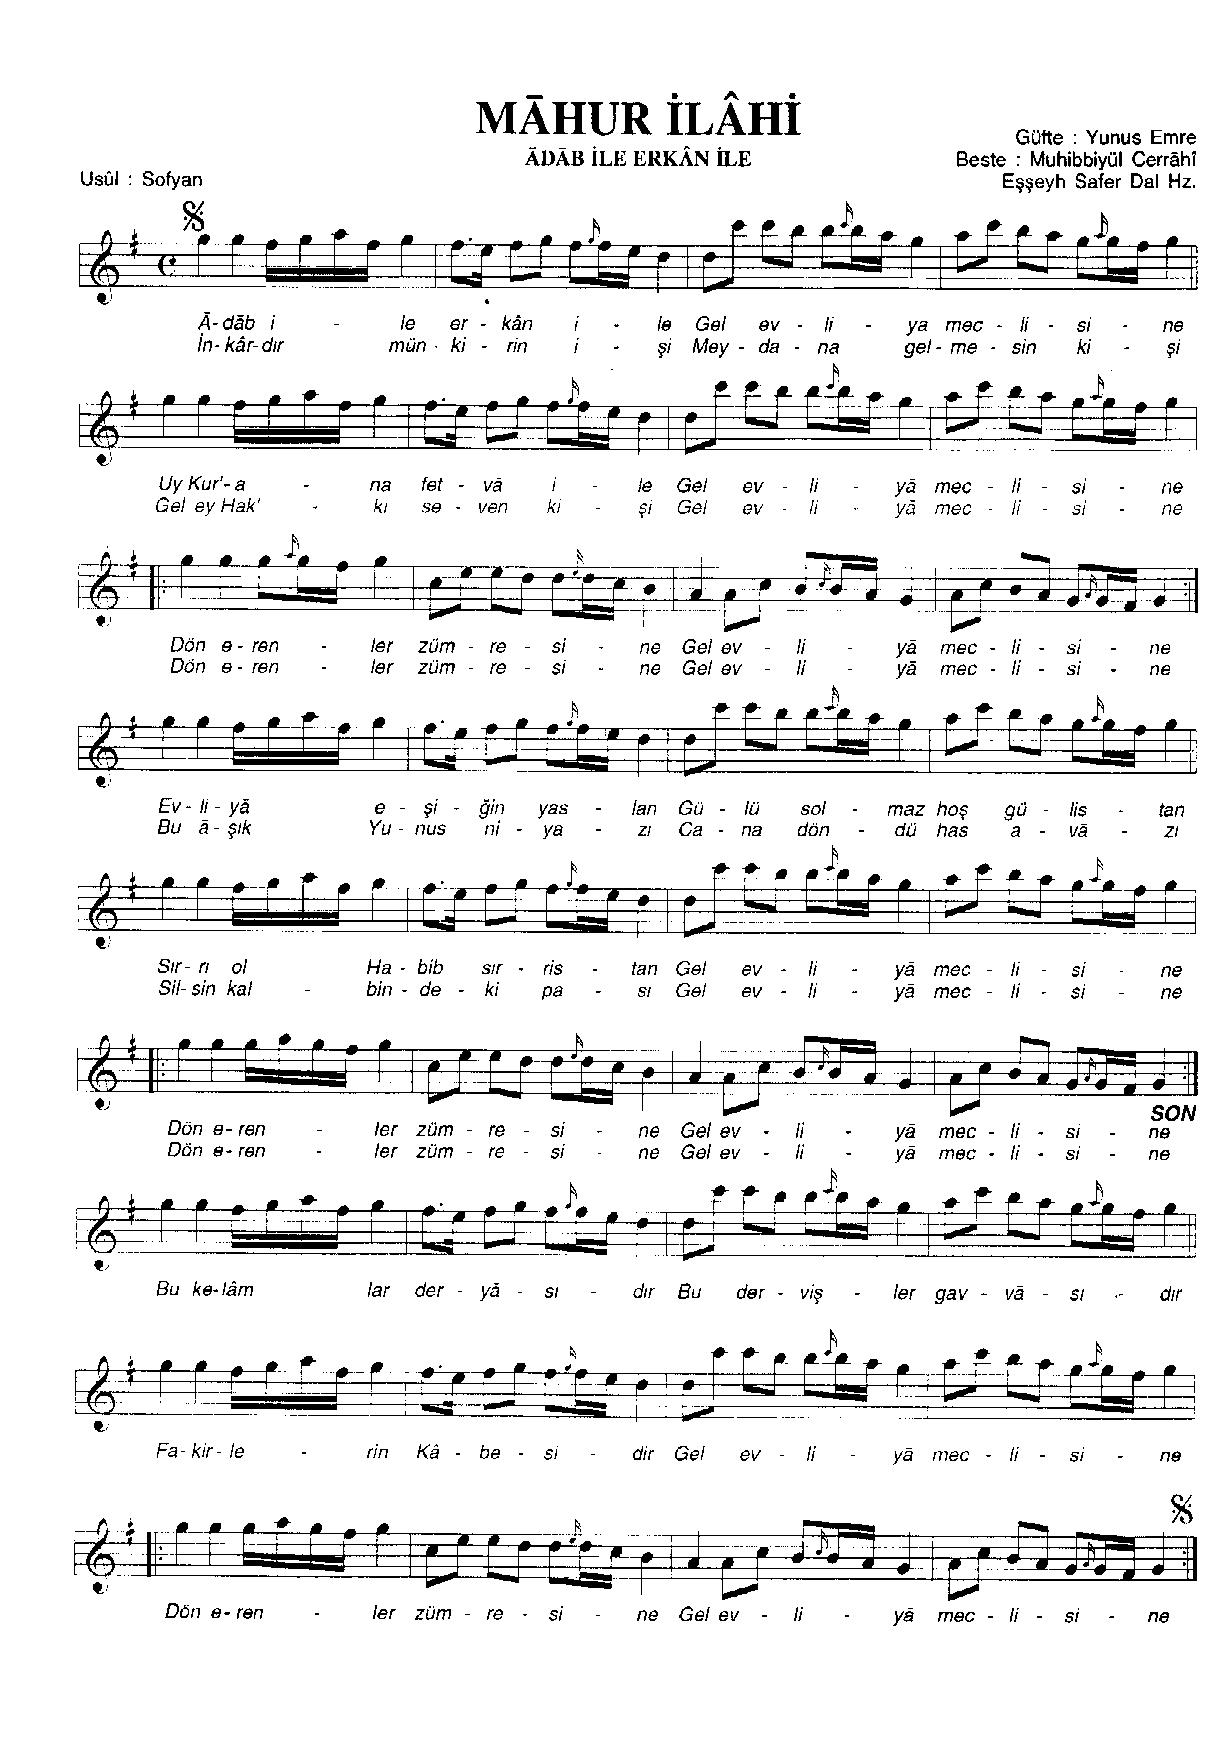 MĀHUR İLÂHİ
ĀDĀB İLE ERKÂN İLE
Güfte : Yunus Emre
Beste : Muhibbiyül Cerrāhî
Usûl : Sofyan
Eşşeyh Safer Dal Hz.
Ā- dāb i - le er - kân i - le Gel ev - li - ya mec - li - si - ne
İn- kâr- dır mün - ki - rin i - şi Mey - da - na gel - me - sin ki - şi
Uy Kur'- a - na fet - vā i - le Gel ev - li - yā mec - li - si - ne
Gel ey Hak' - kı se - ven ki - şi Gel ev - li - yā mec - li - si - ne
Dön e - ren - ler züm - re - si - ne Gel ev - li - yā mec - li - si - ne
Dön e - ren - ler züm - re - si - ne Gel ev - li - yā mec - li - si - ne
Ev - li - yā e - şi - ğin yas - lan Gü - lü sol - maz hoş gü - lis - tan
Bu ā - şık Yu - nus ni - ya - zı Ca - na dön - dü has a - vā - zı
Sır - rı ol Ha - bib sır - ris - tan Gel ev - li - yā mec - li - si - ne
Sil- sin kal - bin - de - ki pa - sı Gel ev - li - yā mec - li - si - ne
SON
Dön e- ren - ler züm - re - si - ne Gel ev - li - yā mec - li - si - ne
Dön e- ren - ler züm - re - si - ne Gel ev - li - yā mec - li - si - ne
Bu ke- lâm lar der - yā - sı - dır Bu der - viş - ler gav - vā - sı - dır
Fa- kir- le - rin Kâ - be - si - dir Gel ev - li - yā mec - li - si - ne
Dön e- ren - ler züm - re - si - ne Gel ev - li - yā mec - li - si - ne